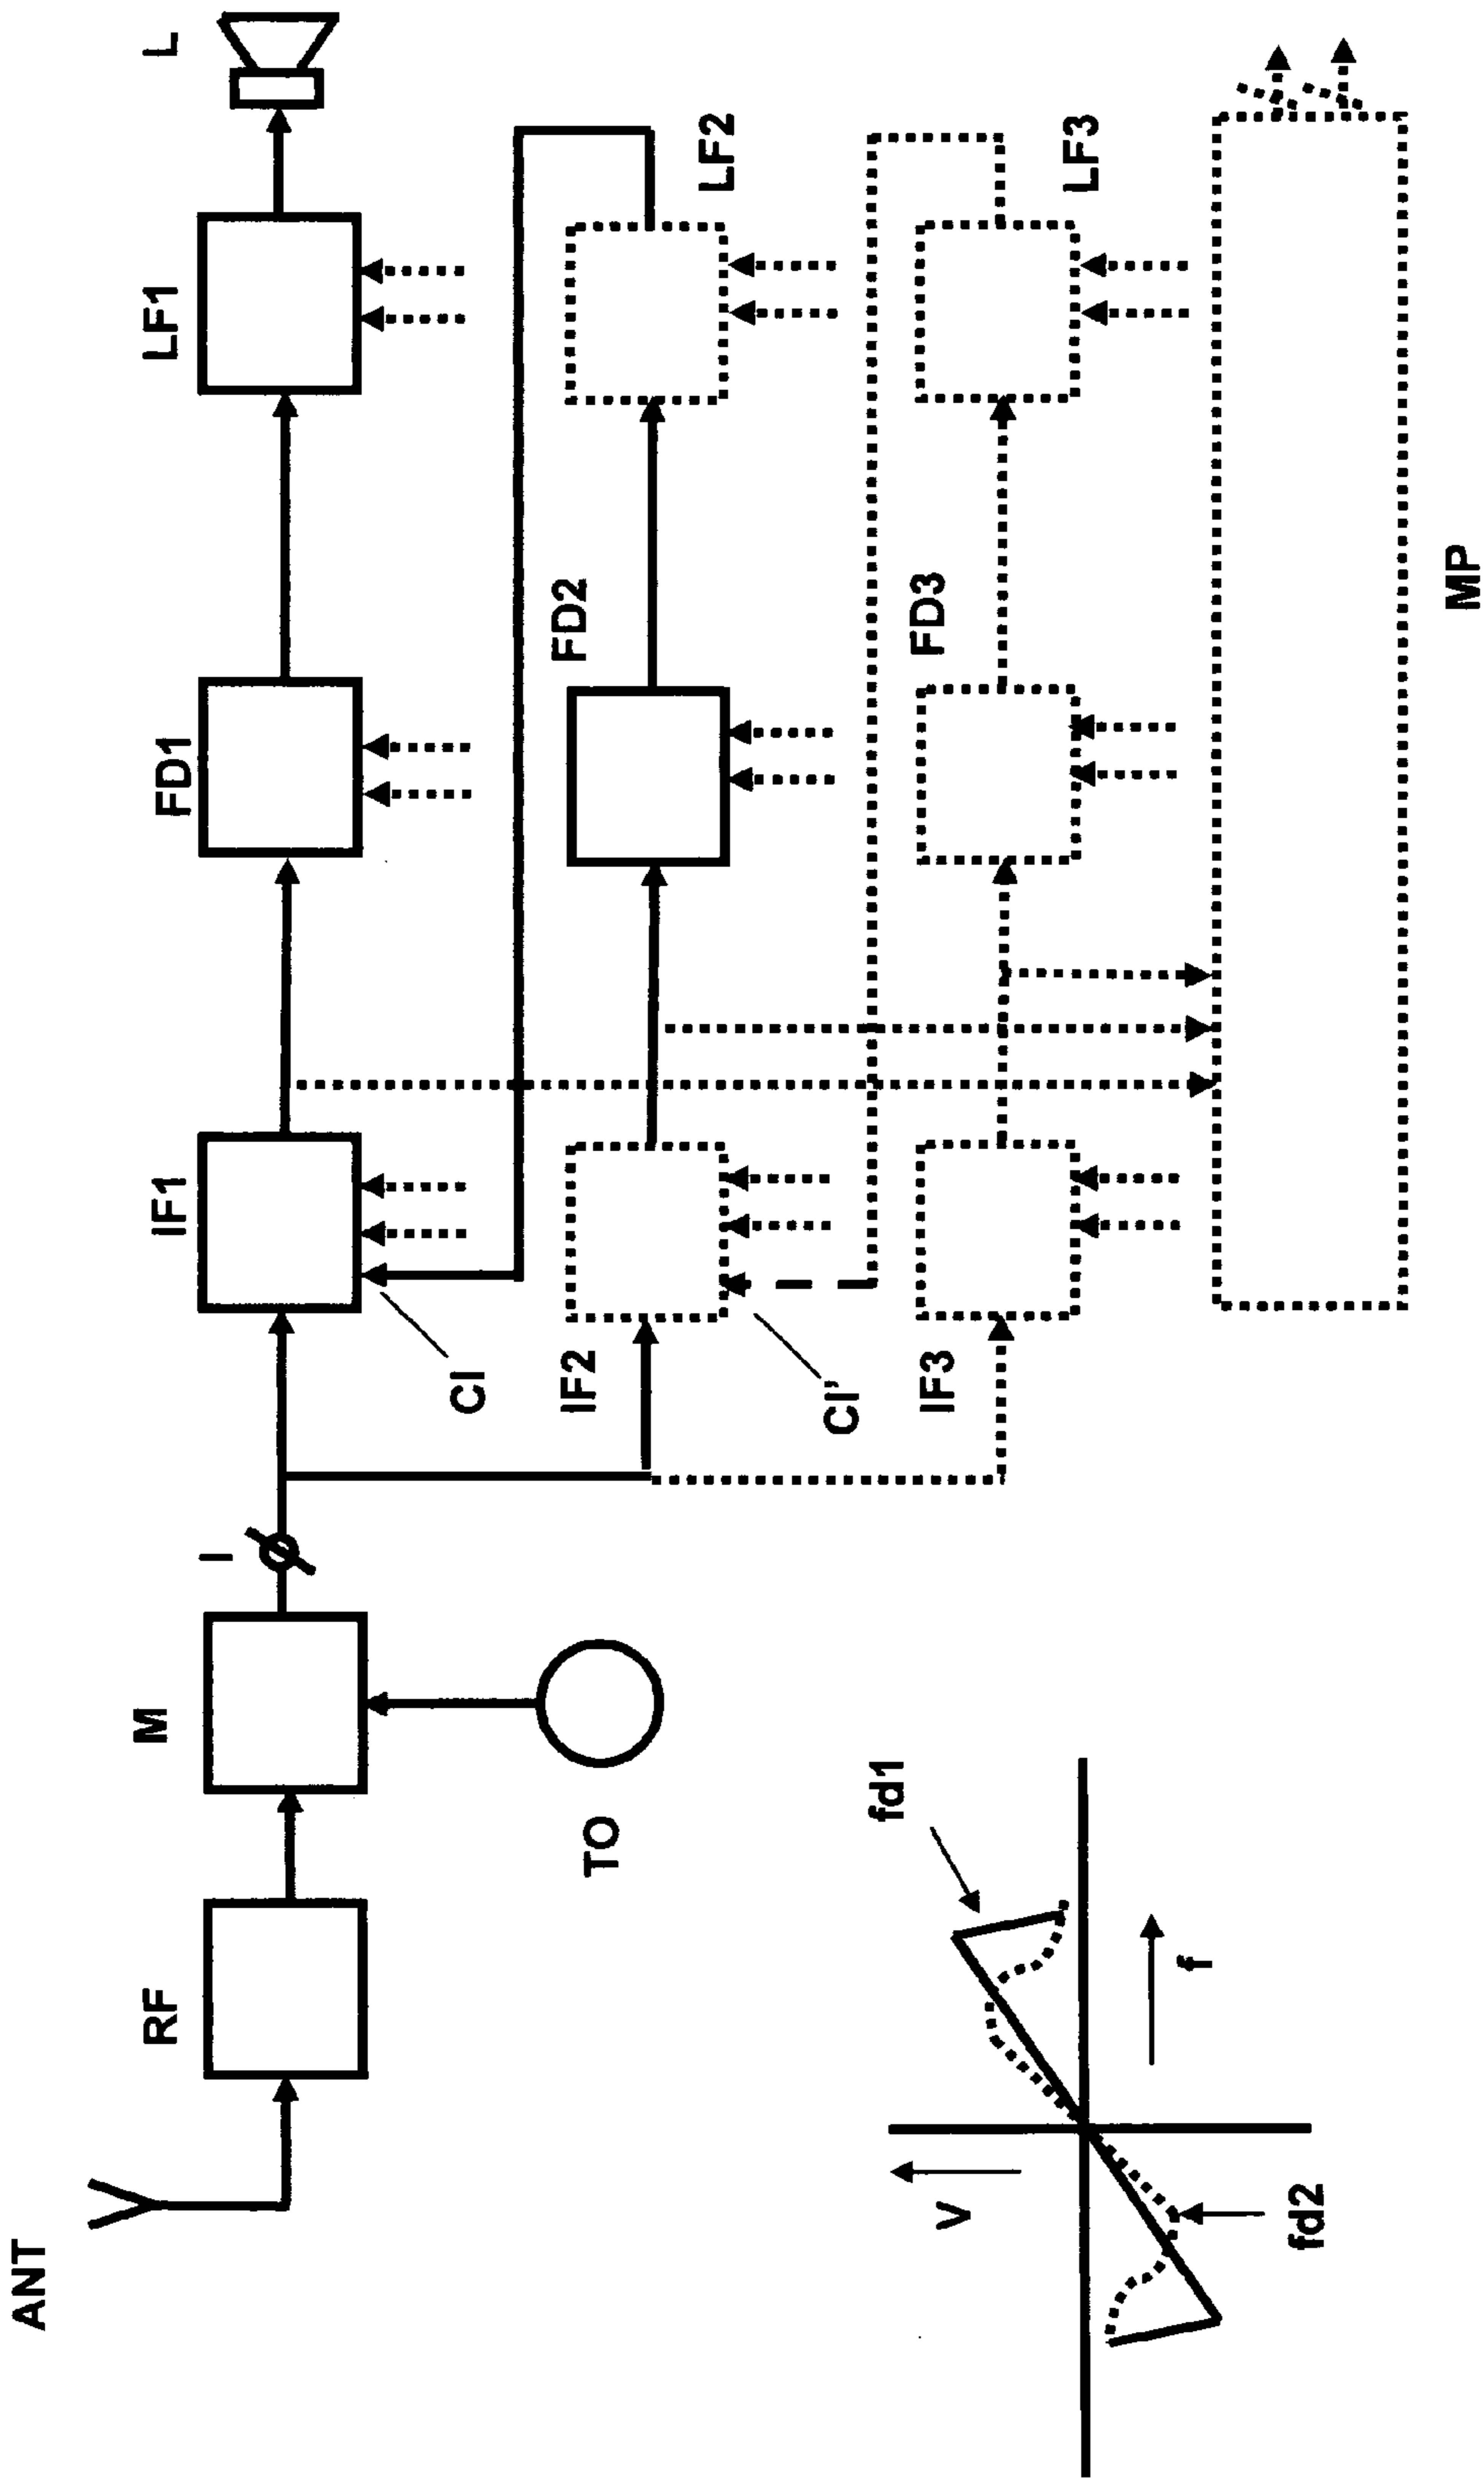 ANT
RF
M
I
IF1
FD1
LF1
L
TO
CI
IF2
FD2
LF2
CI'
IF3
FD3
LF3
MP
V
fd1
f
fd2